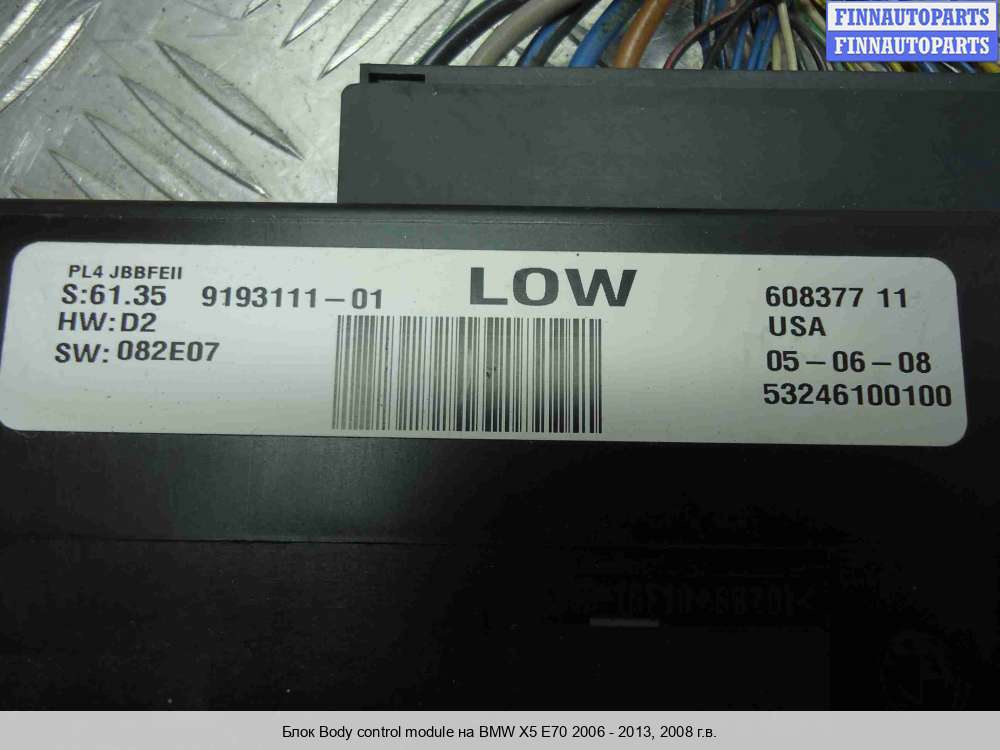 FINNAUTOPARTS
FINNAUTOPARTS
PL4 JBBFEII
S:61.35 9193111-01
LOW
608377 11
HW:D2
USA
SW: 082E07
05-06-08
53246100100
Блок Body control module на BMW X5 E70 2006 - 2013, 2008 г.в.